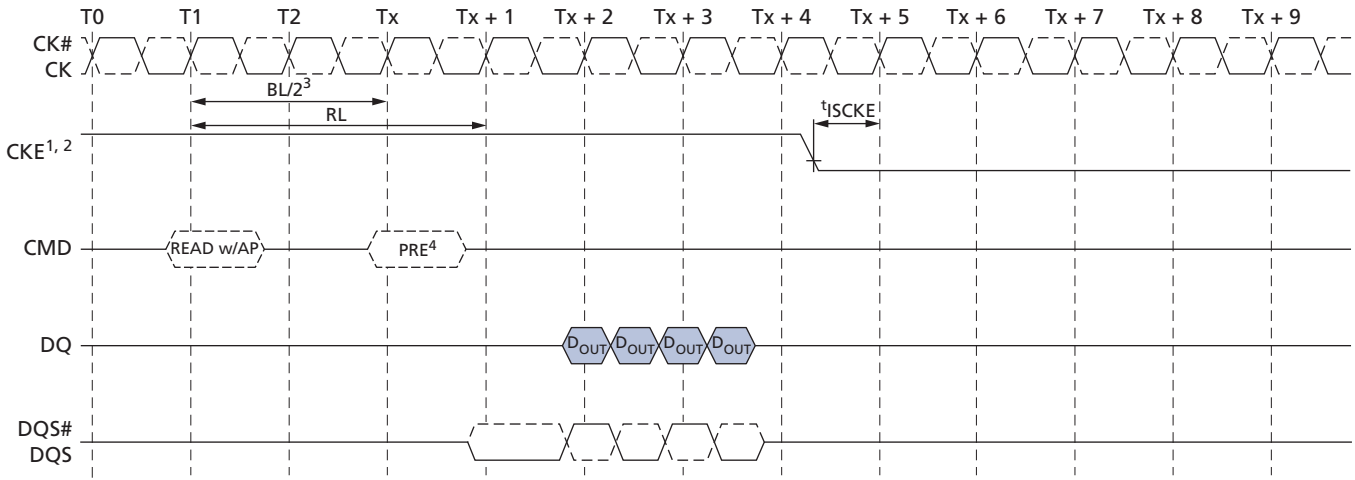 T0 T1 T2 Tx Tx + 1 Tx + 2 Tx + 3 Tx + 4 Tx + 5 Tx + 6 Tx + 7 Tx + 8 Tx + 9
CK#
CK
BL/2³
RL
tISCKE
CKE1, 2
CMD READ w/AP PRE⁴
DQ DOUT DOUT DOUT DOUT
DQS#
DQS